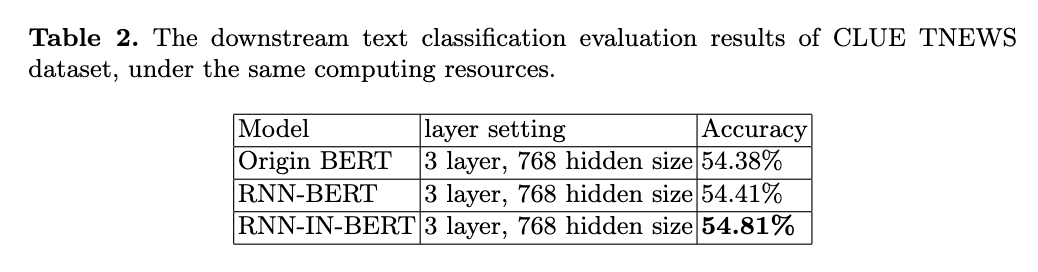 Table 2. The downstream text classification evaluation results of CLUE TNEWS
dataset, under the same computing resources.
Model layer setting Accuracy
Origin BERT 3 layer, 768 hidden size 54.38%
RNN-BERT 3 layer, 768 hidden size 54.41%
RNN-IN-BERT 3 layer, 768 hidden size 54.81%